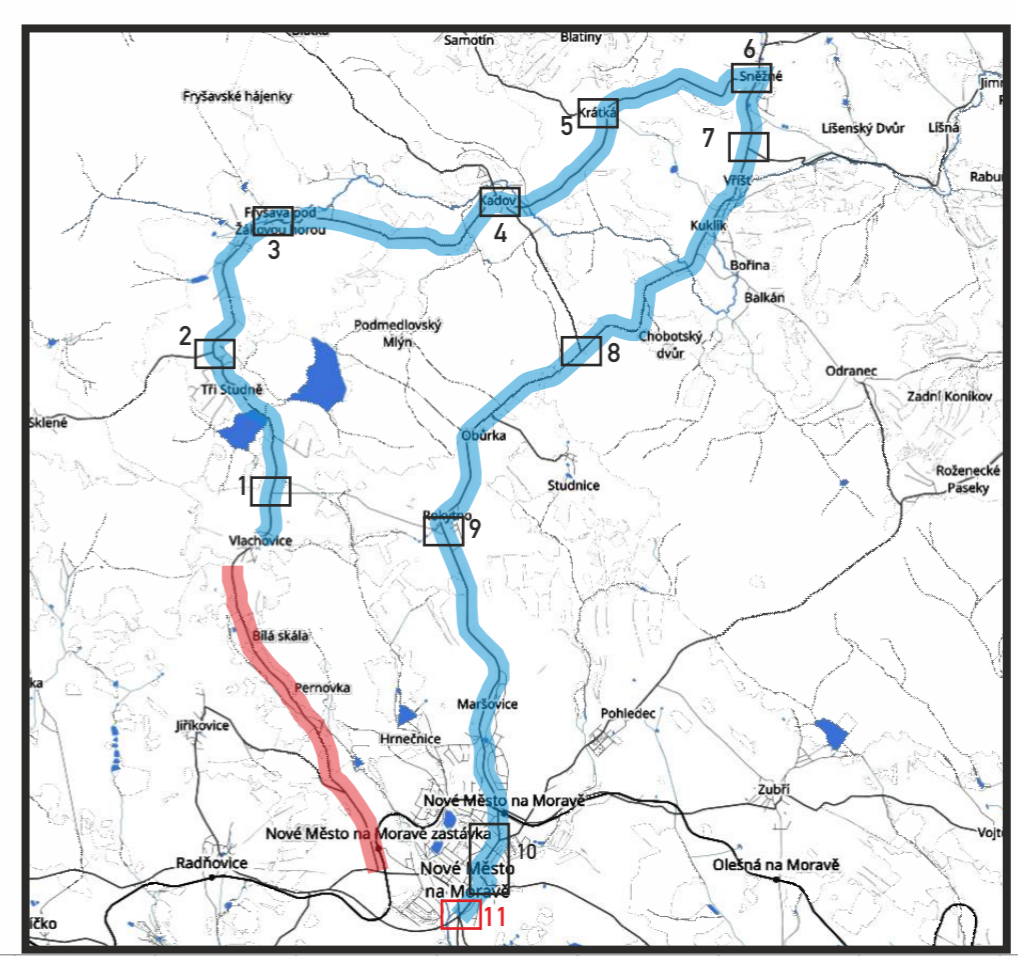 Samotín
Blatiny
6
Sněžné
Fryšavské hájenky
5
Krátká
7
Líšenský Dvůr
Líšná
Vříšť
Kadov
4
Fryšava pod
Žákovou horou
3
Kuklík
Bořina
Balkán
2
Podmedlovský
Mlýn
8
Chobotský
dvůr
Tři Studně
Odranec
Zadní Koníkov
Sklené
Obůrka
Studnice
Roženecké
Paseky
1
Rokytno
9
Vlachovice
Bílá skála
Pernovka
Maršovice
Jiříkovice
Hrnečnice
Pohledec
Zubří
Nové Město na Moravě
Nové Město na Moravě zastávka
10
Radňovice
Nové Město
na Moravě
Olešná na Moravě
11